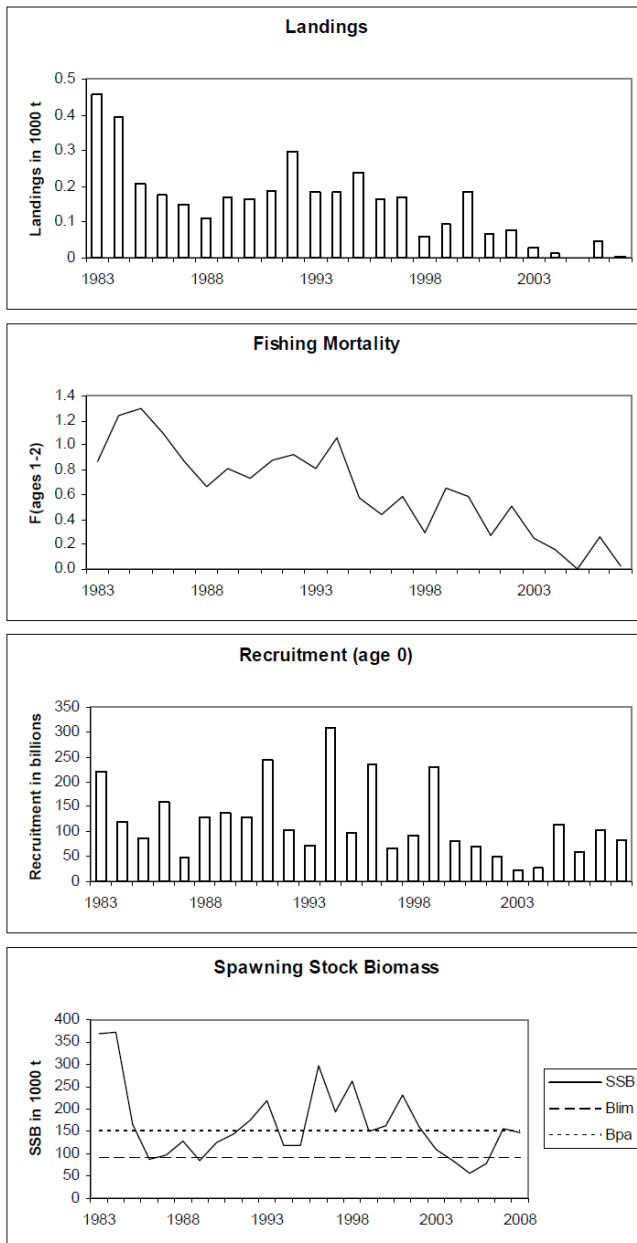 Landings
Landings in 1000 t
0.5
0.4
0.3
0.2
0.1
0
1983 1988 1993 1998 2003
Fishing Mortality
F(ages 1-2)
1.4
1.2
1.0
0.8
0.6
0.4
0.2
0.0
1983 1988 1993 1998 2003
Recruitment (age 0)
Recruitment in billions
350
300
250
200
150
100
50
0
1983 1988 1993 1998 2003
Spawning Stock Biomass
SSB in 1000 t
400
350
300
250
200
150
100
50
0
1983 1988 1993 1998 2003 2008
SSB
Blim
Bpa